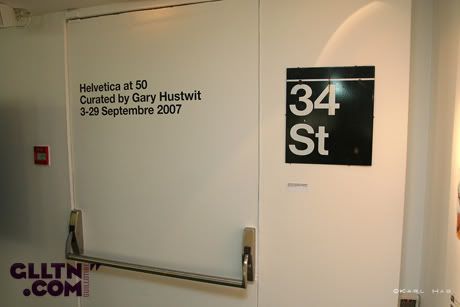 Helvetica at 50
Curated by Gary Hustwit
3-29 Septembre 2007
34
St
GLLTN
.COM
©KARL HAB